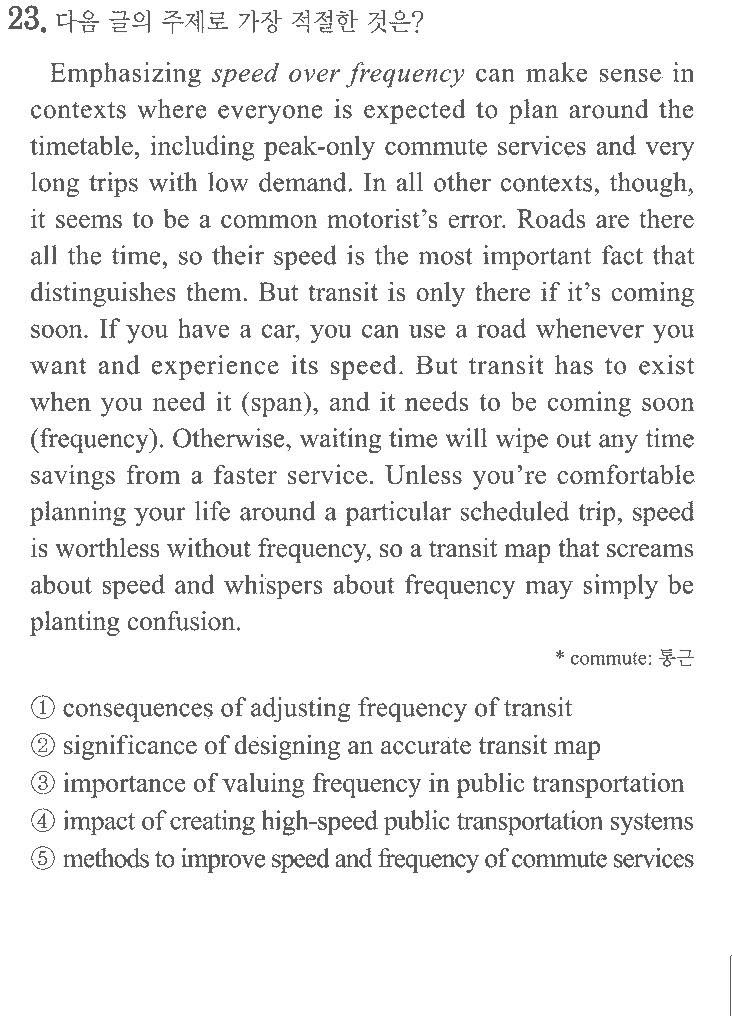 23. 다음 글의 주제로 가장 적절한 것은?
Emphasizing speed over frequency can make sense in
contexts where everyone is expected to plan around the
timetable, including peak-only commute services and very
long trips with low demand. In all other contexts, though,
it seems to be a common motorist's error. Roads are there
all the time, so their speed is the most important fact that
distinguishes them. But transit is only there if it's coming
soon. If you have a car, you can use a road whenever you
want and experience its speed. But transit has to exist
when you need it (span), and it needs to be coming soon
(frequency). Otherwise, waiting time will wipe out any time
savings from a faster service. Unless you're comfortable
planning your life around a particular scheduled trip, speed
is worthless without frequency, so a transit map that screams
about speed and whispers about frequency may simply be
planting confusion.
* commute: 통근
① consequences of adjusting frequency of transit
② significance of designing an accurate transit map
③ importance of valuing frequency in public transportation
④ impact of creating high-speed public transportation systems
⑤ methods to improve speed and frequency of commute services